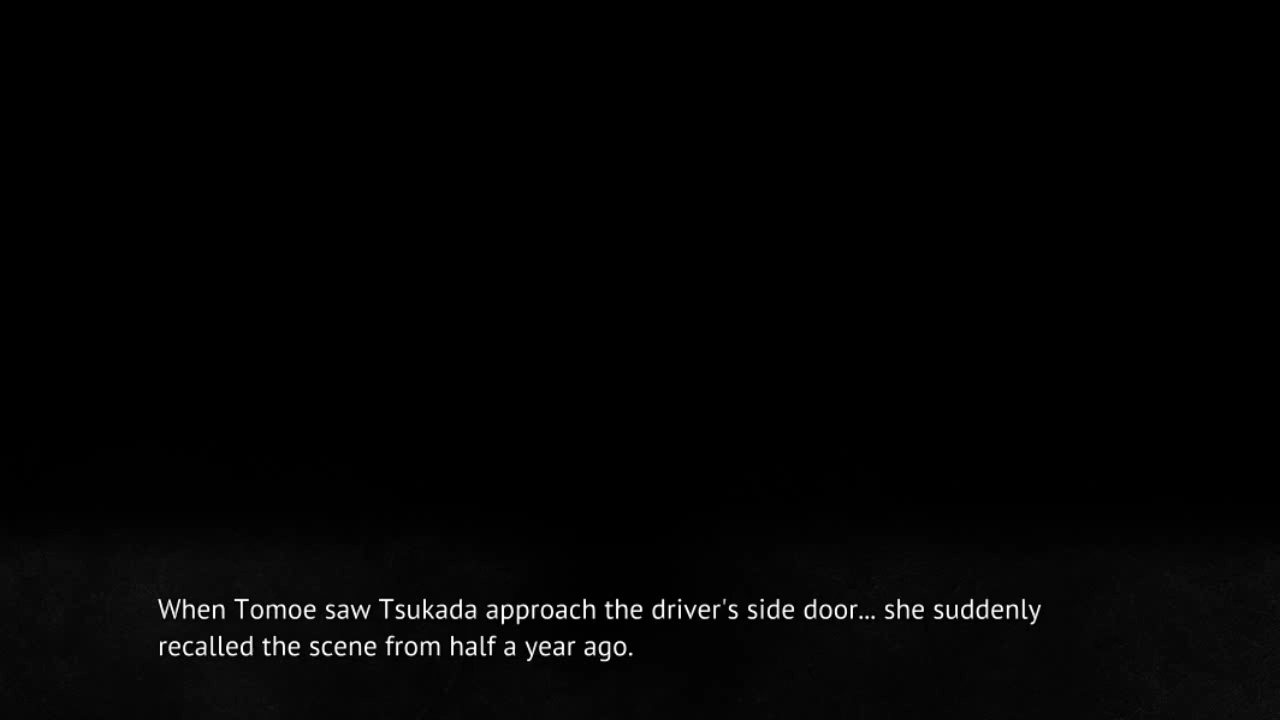 When Tomoe saw Tsukada approach the driver's side door... she suddenly
recalled the scene from half a year ago.